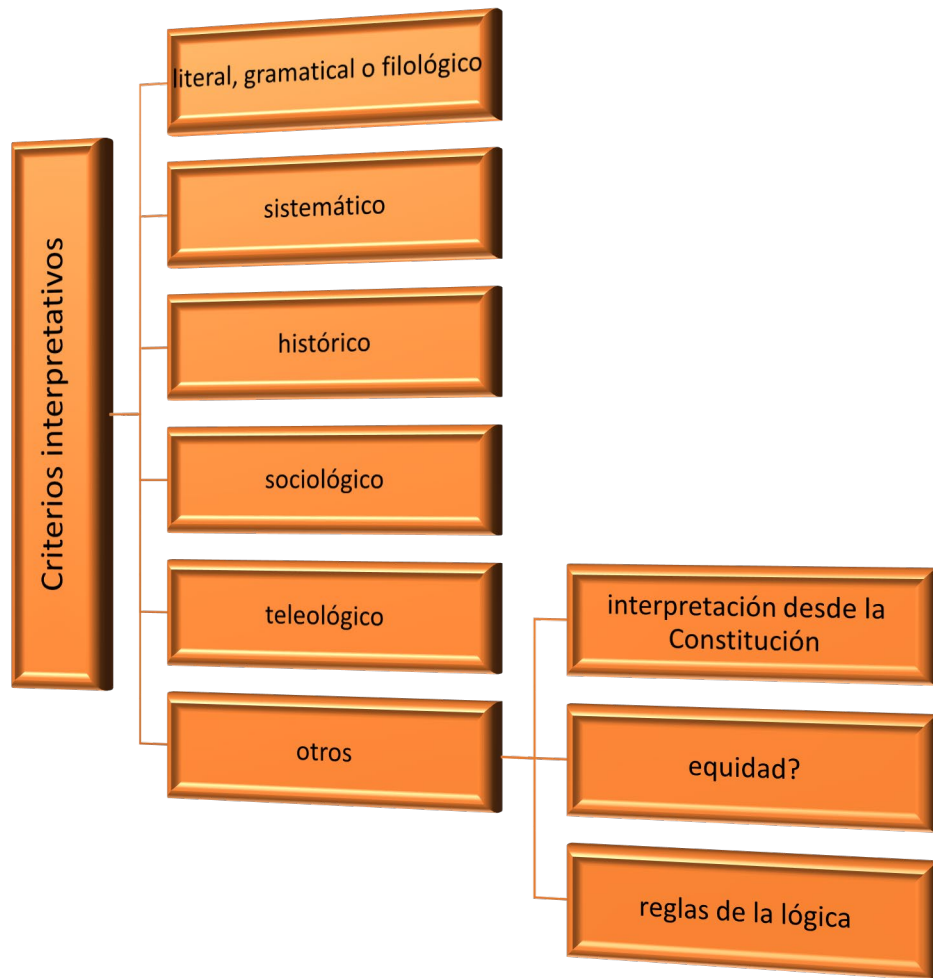 Criterios interpretativos
literal, gramatical o filológico
sistemático
histórico
sociológico
teleológico
otros
interpretación desde la
Constitución
equidad?
reglas de la lógica